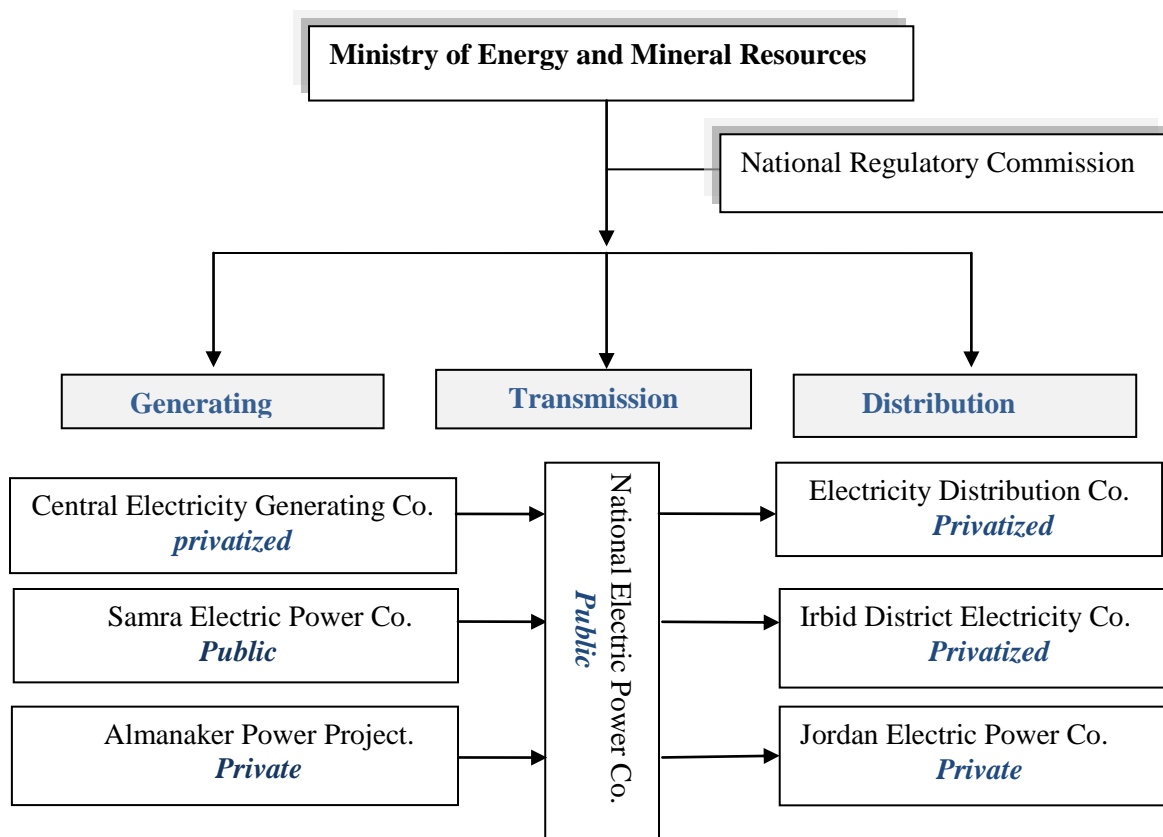 Ministry of Energy and Mineral Resources
National Regulatory Commission
Generating
Transmission
Distribution
Central Electricity Generating Co.
privatized
Samra Electric Power Co.
Public
Almanaker Power Project.
Private
National Electric Power Co.
Public
Electricity Distribution Co.
Privatized
Irbid District Electricity Co.
Privatized
Jordan Electric Power Co.
Private